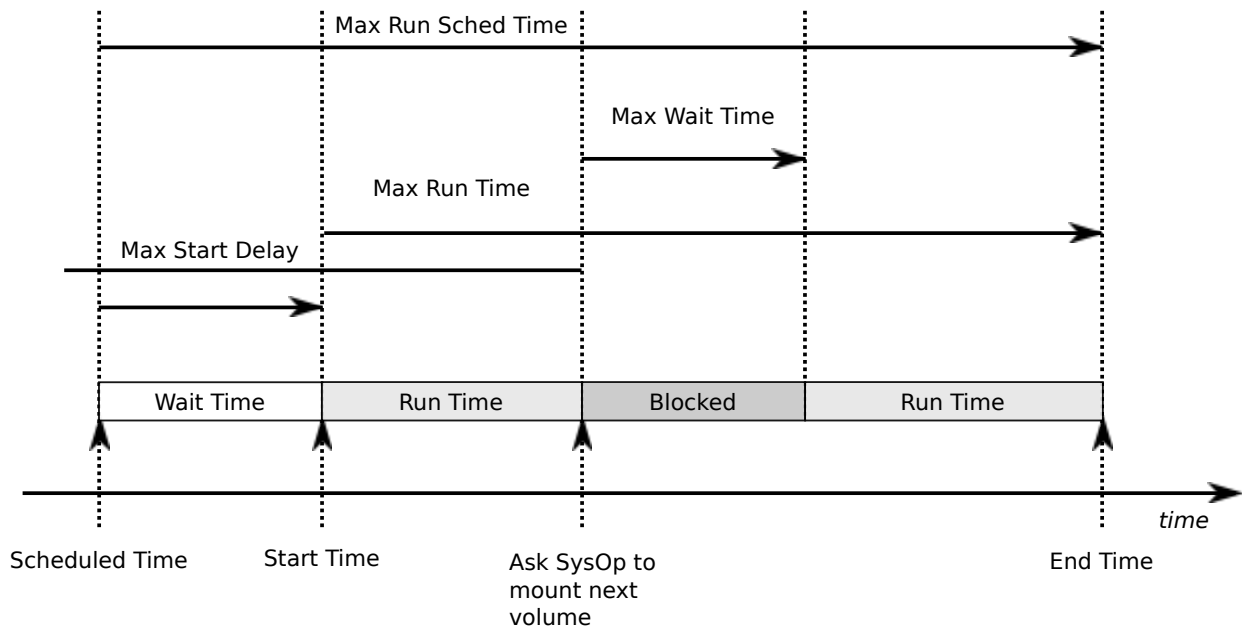 Max Run Sched Time
Max Wait Time
Max Run Time
Max Start Delay
Wait Time
Run Time
Blocked
Run Time
time
Scheduled Time
Start Time
Ask SysOp to
mount next
volume
End Time